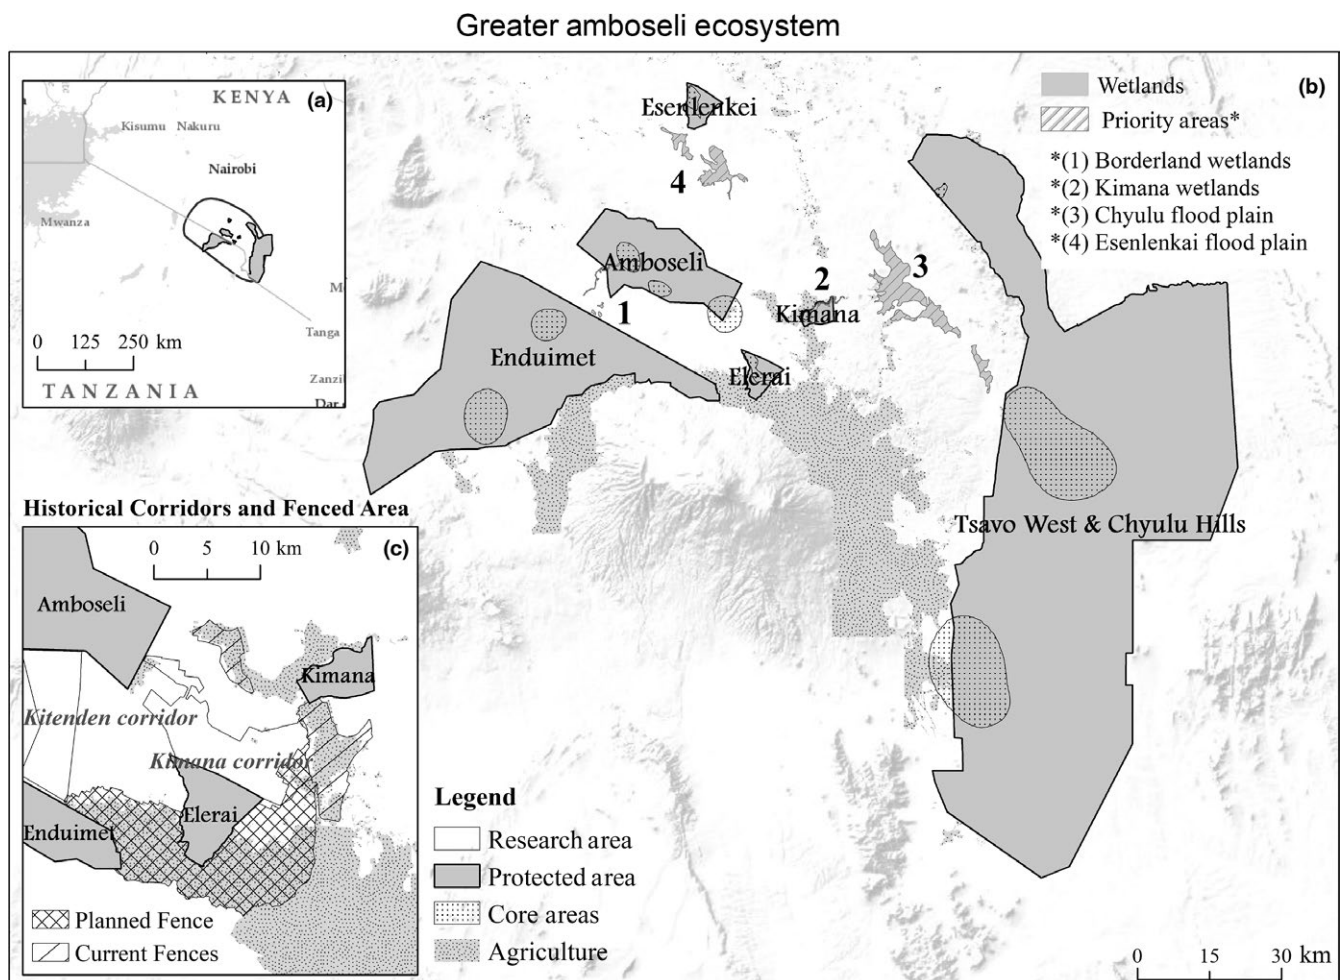 Greater amboseli ecosystem
(a)
KENYA
Kisumu Nakuru
Nairobi
Mwanza
Tanga
Dar
0 125 250 km
TANZANIA
(b)
Wetlands
Priority areas*
*(1) Borderland wetlands
*(2) Kimana wetlands
*(3) Chyulu flood plain
*(4) Esenlenkai flood plain
Esenlenkei
4
Amboseli
2
3
1
Kimana
Enduimet
Elerai
Tsavo West & Chyulu Hills
Historical Corridors and Fenced Area
(c)
0 5 10 km
Amboseli
Kimana
Kitenden corridor
Kimana corridor
Elerai
Enduimet
Planned Fence
Current Fences
Legend
Research area
Protected area
Core areas
Agriculture
0 15 30 km